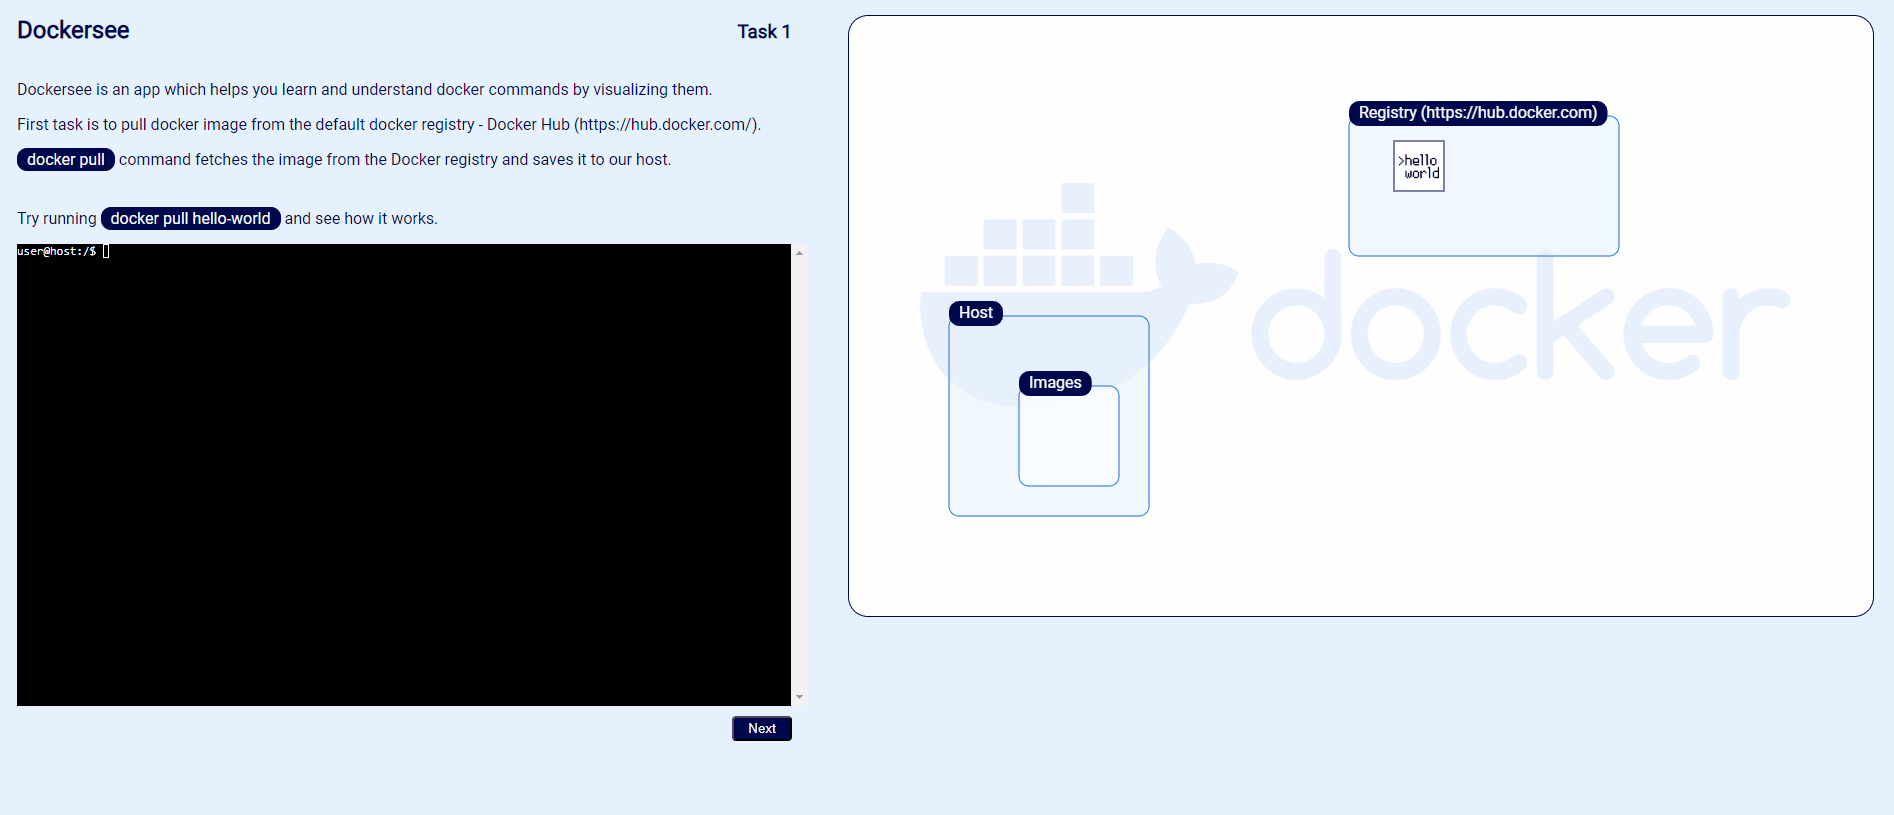 Dockersee
Task 1
Dockersee is an app which helps you learn and understand docker commands by visualizing them.
First task is to pull docker image from the default docker registry - Docker Hub (https://hub.docker.com/).
docker pull command fetches the image from the Docker registry and saves it to our host.
Try running docker pull hello-world and see how it works.
user@host:/$
Next
Registry (https://hub.docker.com)
>hello
world
docker
Host
Images